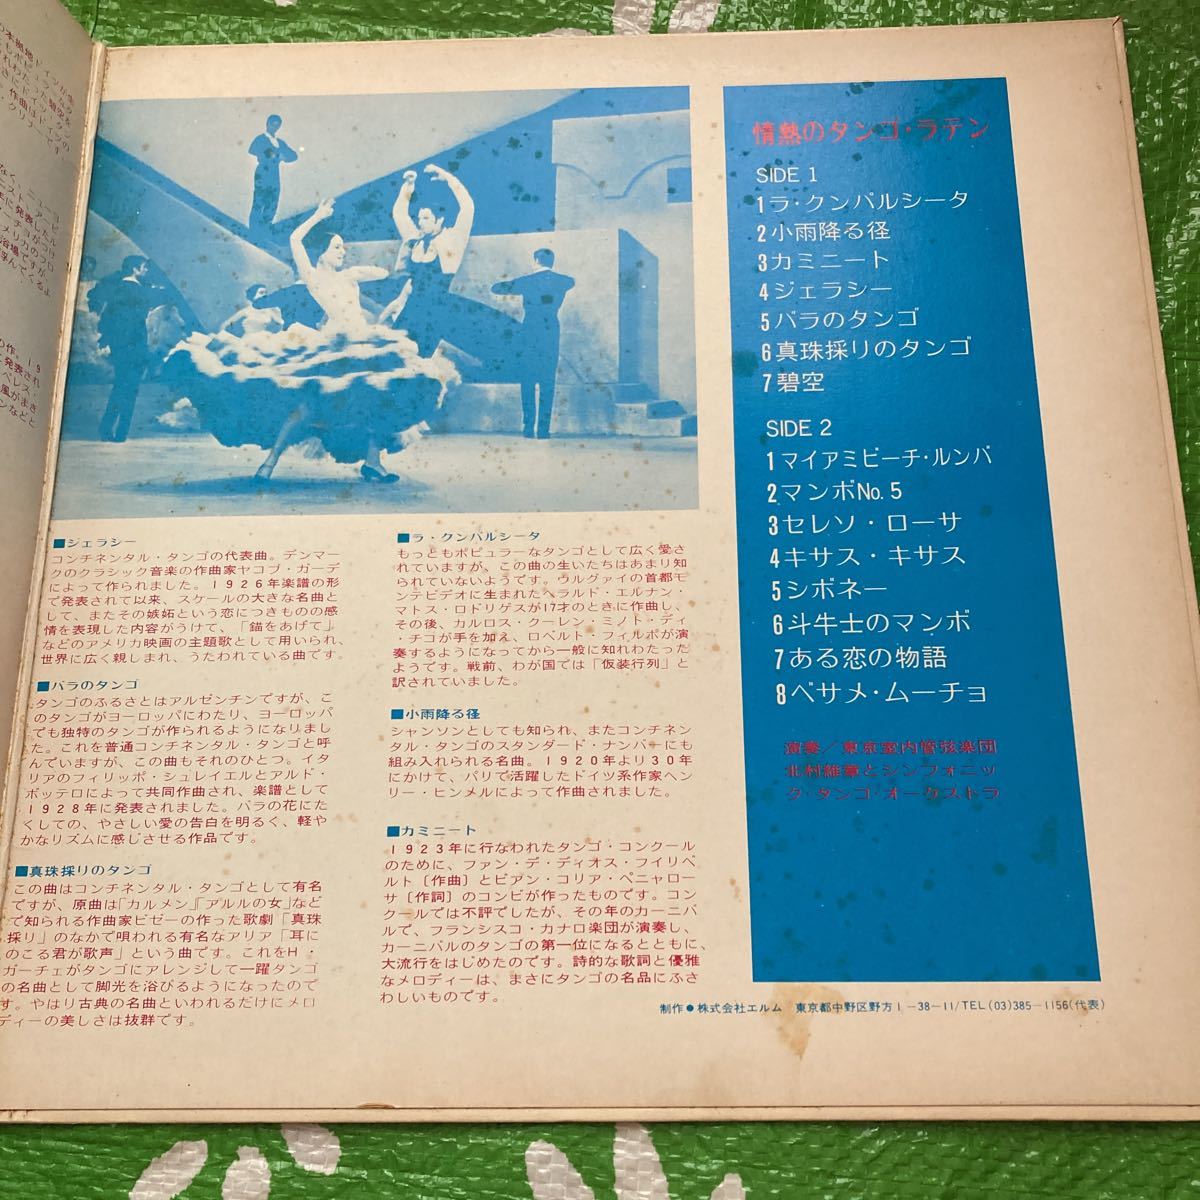 情熱のタンゴ・ラテン
SIDE 1
1 ラ・クンパルシータ
2 小雨降る径
3 カミニート
4 ジェラシー
5 バラのタンゴ
6 真珠採りのタンゴ
7 碧空
SIDE 2
1 マイアミビーチ・ルンバ
2 マンボNo. 5
3 セレソ・ローサ
4 キサス・キサス
5 シボネー
6 斗牛士のマンボ
7 ある恋の物語
8 ベサメ・ムーチョ
演奏／東京室内管弦楽団
北村維章とシンフォニッ
ク・タンゴ・オーケストラ
■ジェラシー
コンチネンタル・タンゴの代表曲。デンマー
クのクラシック音楽の作曲家ヤコブ・ガーデ
によって作られました。1926年楽譜の形
で発表されて以来、スケールの大きな名曲と
して、またその嫉妬という恋につきものの感
情を表現した内容がうけて、「錨をあげて」
などのアメリカ映画の主題歌として用いられ、
世界に広く親しまれ、うたわれている曲です。
■バラのタンゴ
タンゴのふるさとはアルゼンチンですが、こ
のタンゴがヨーロッパにわたり、ヨーロッパ
でも独特のタンゴが作られるようになりまし
た。これを普通コンチネンタル・タンゴと呼
んでいますが、この曲もそのひとつ。イタ
リアのフィリッポ・シュレイエルとアルド・
ボッテロによって共同作曲され、楽譜として
1928年に発表されました。バラの花にた
くしての、やさしい愛の告白を明るく、軽や
かなリズムに感じさせる作品です。
■真珠採りのタンゴ
この曲はコンチネンタル・タンゴとして有名
ですが、原曲は「カルメン」「アルルの女」など
で知られる作曲家ビゼーの作った歌劇「真珠
採り」のなかで唄われる有名なアリア「耳に
のこる君が歌声」という曲です。これをH・
ガーチェがタンゴにアレンジして一躍タンゴ
の名曲として脚光を浴びるようになったので
す。やはり古典の名曲といわれるだけにメロ
ディーの美しさは抜群です。
■ラ・クンパルシータ
もっともポピュラーなタンゴとして広く愛さ
れていますが、この曲の生いたちはあまり知
られていないようです。ウルグァイの首都モ
ンテビデオに生まれたヘラルド・エルナン・
マトス・ロドリゲスが17才のときに作曲し、
その後、カルロス・クーレン・ミノト・ディ
・チコが手を加え、ロベルト・フィルポが演
奏するようになってから一般に知れわたった
ようです。戦前、わが国では「仮装行列」と
訳されていました。
■小雨降る径
シャンソンとしても知られ、またコンチネン
タル・タンゴのスタンダード・ナンバーにも
組み入れられる名曲。1920年より30年
にかけて、パリで活躍したドイツ系作家ヘン
リー・ヒンメルによって作曲されました。
■カミニート
1923年に行なわれたタンゴ・コンクール
のために、ファン・デ・ディオス・フイリベ
ルト〔作曲〕とビアン・コリア・ペニャロー
サ〔作詞〕のコンビが作ったものです。コン
クールでは不評でしたが、その年のカーニバ
ルで、フランシスコ・カナロ楽団が演奏し、
カーニバルのタンゴの第一位になるとともに、
大流行をはじめたのです。詩的な歌詞と優雅
なメロディーは、まさにタンゴの名品にふさ
わしいものです。
制作●株式会社エルム 東京都中野区野方1－38－11/TEL(03)385－1156(代表)